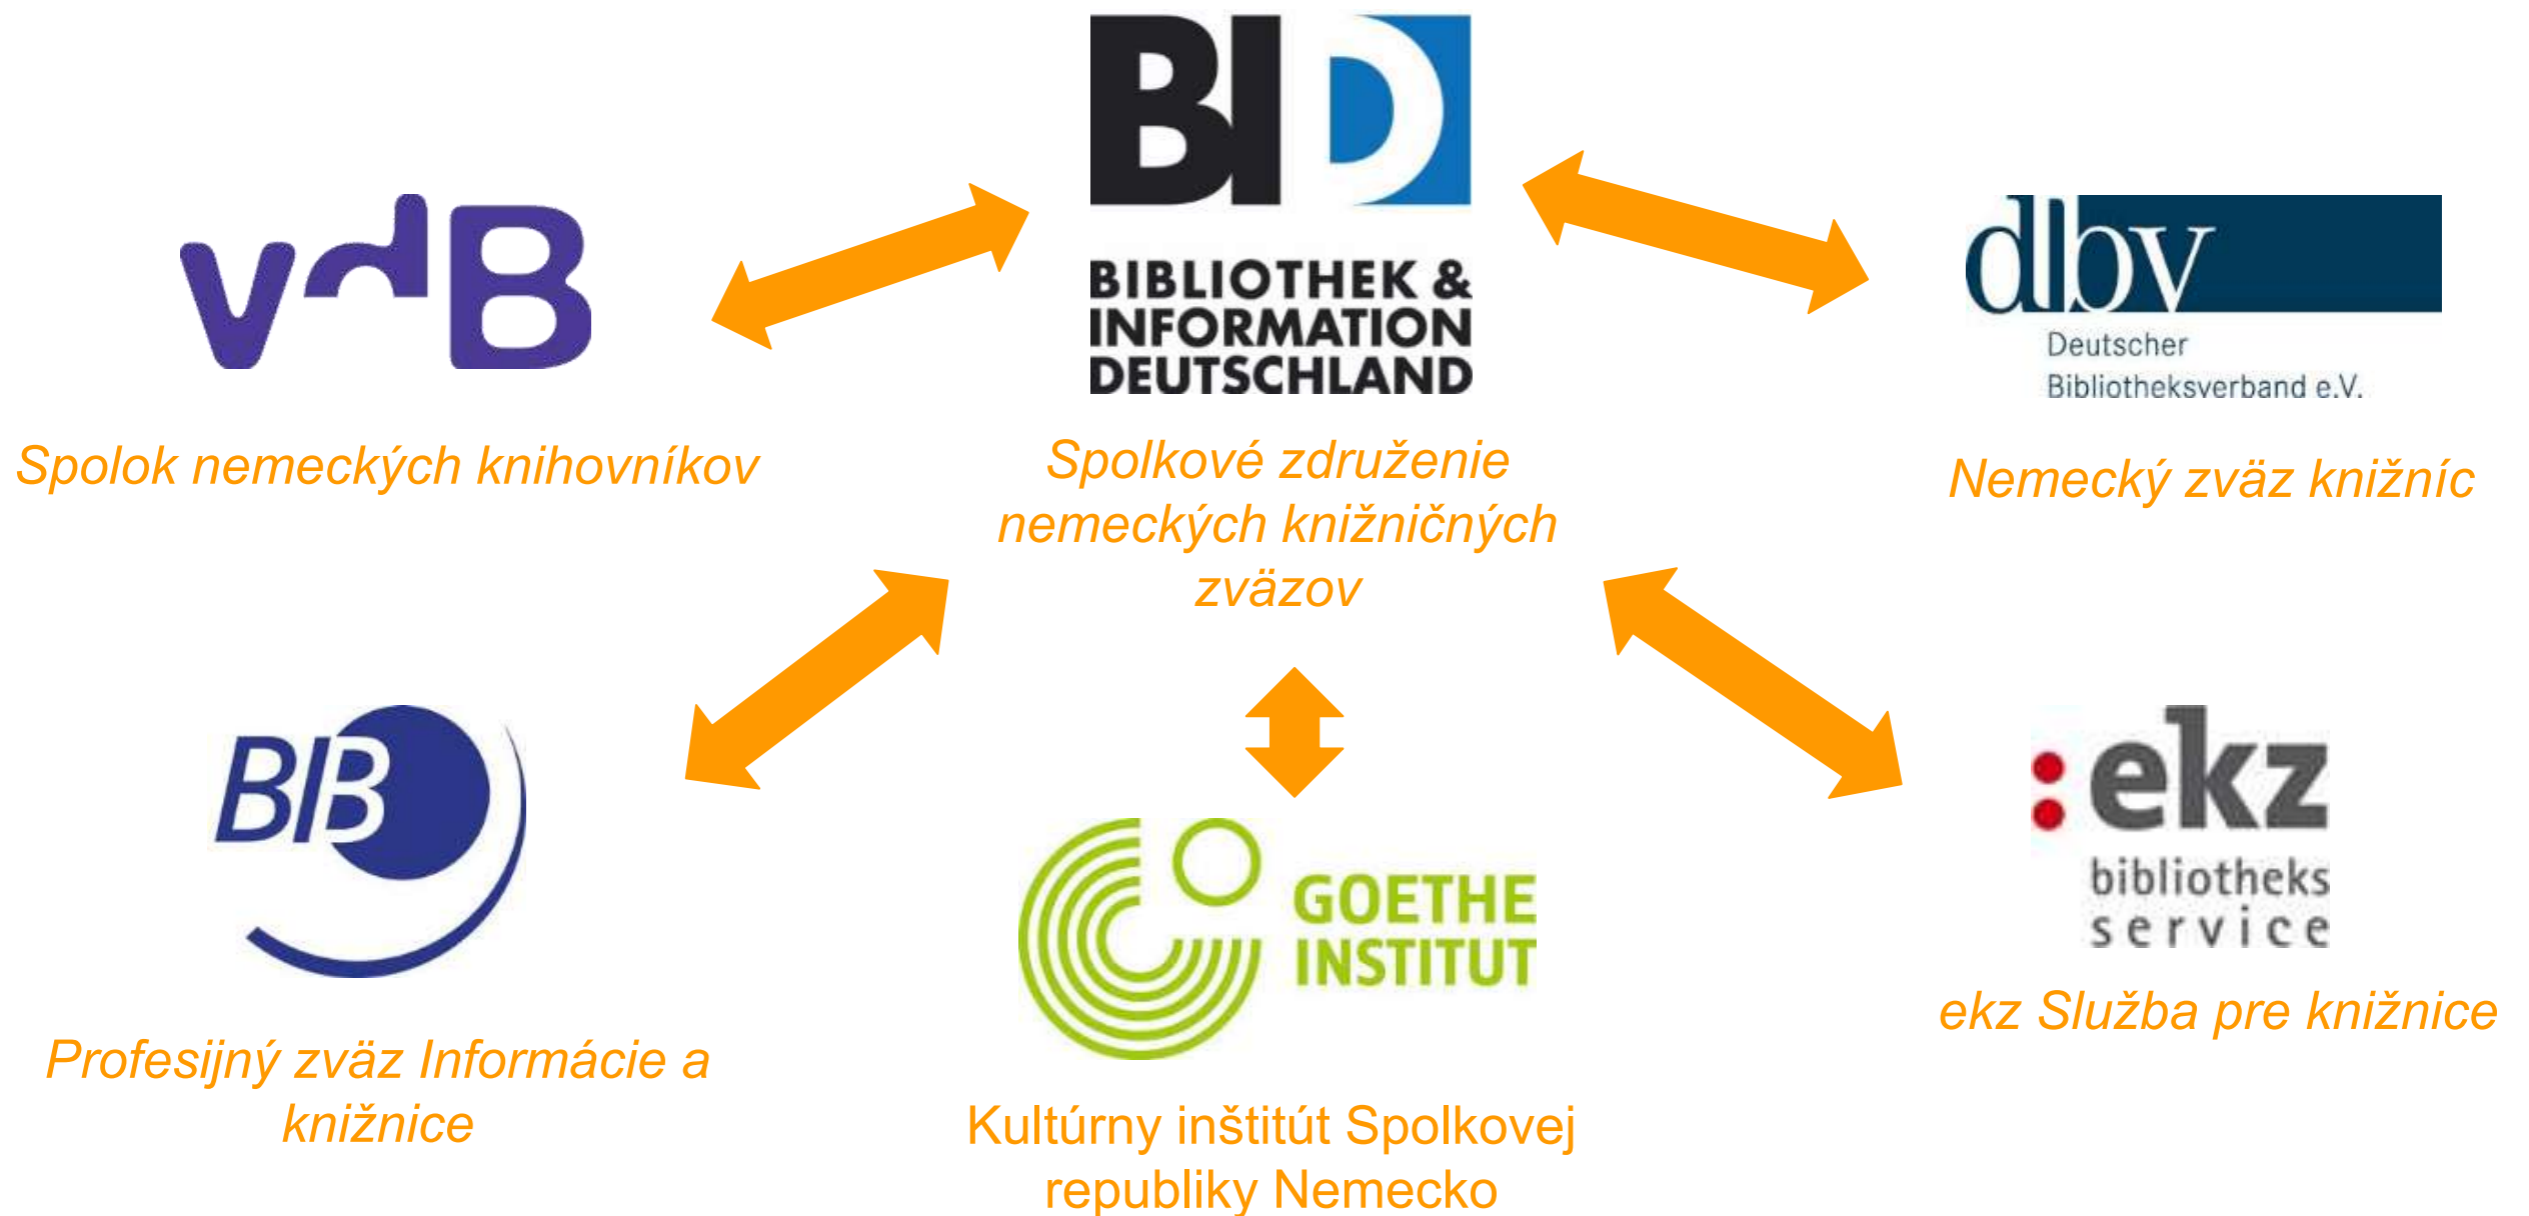 BID
BIBLIOTHEK &
INFORMATION
DEUTSCHLAND
Spolkové združenie
nemeckých knižničných
zväzov
vdB
Spolok nemeckých knihovníkov
dbv
Deutscher
Bibliotheksverband e.V.
Nemecký zväz knižníc
BIB
Profesijný zväz Informácie a
knižnice
GOETHE
INSTITUT
Kultúrny inštitút Spolkovej
republiky Nemecko
:ekz
bibliotheks
service
ekz Služba pre knižnice